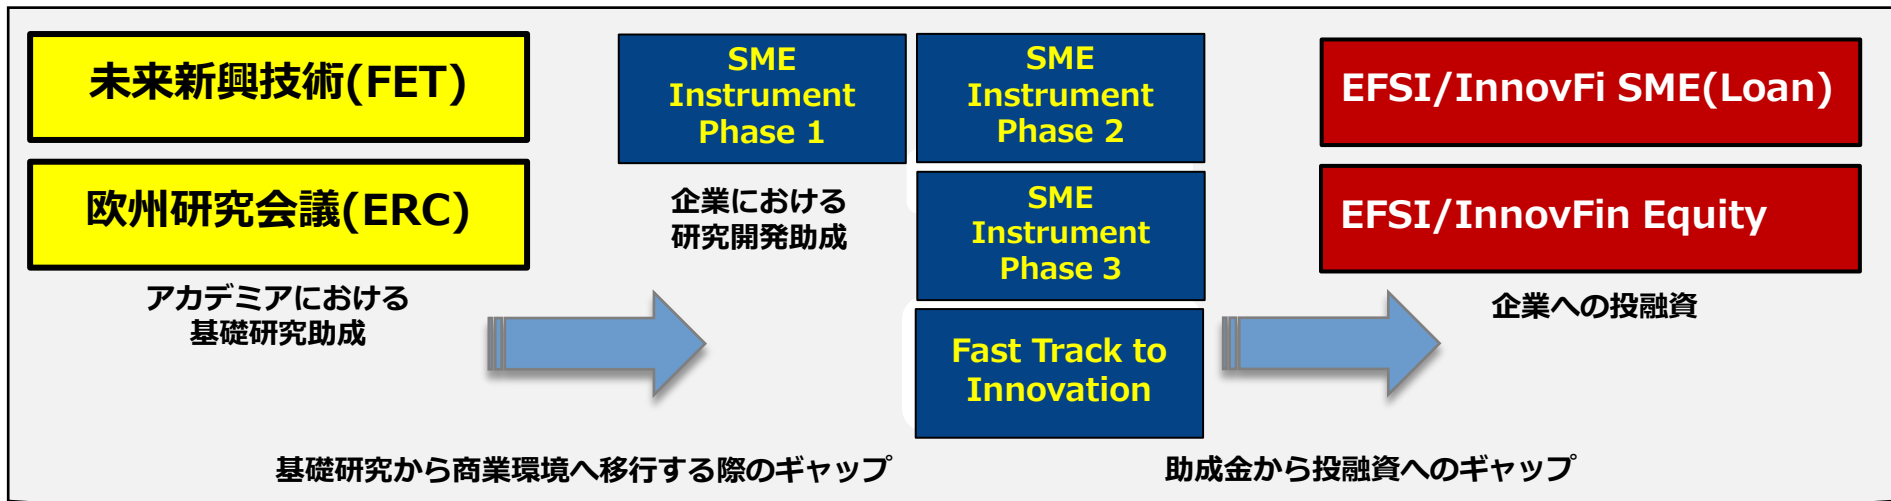 未来新興技術(FET)
欧州研究会議(ERC)
アカデミアにおける
基礎研究助成
SME
Instrument
Phase 1
企業における
研究開発助成
SME
Instrument
Phase 2
SME
Instrument
Phase 3
Fast Track to
Innovation
EFSI/InnovFi SME(Loan)
EFSI/InnovFin Equity
企業への投融資
基礎研究から商業環境へ移行する際のギャップ
助成金から投融資へのギャップ